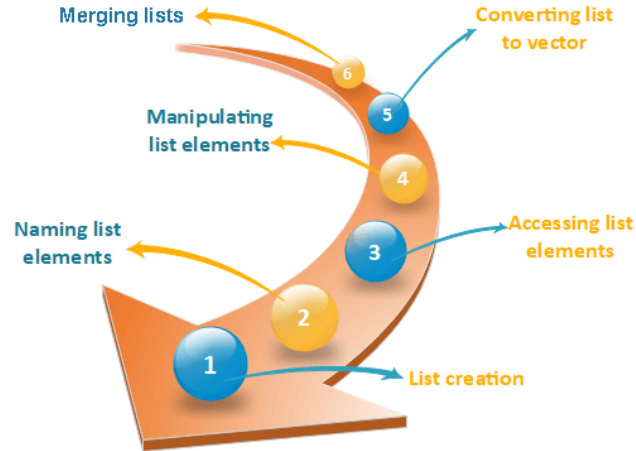 Merging lists
Converting list
to vector
6
5
Manipulating
list elements
4
Naming list
elements
3
Accessing list
elements
2
1
List creation